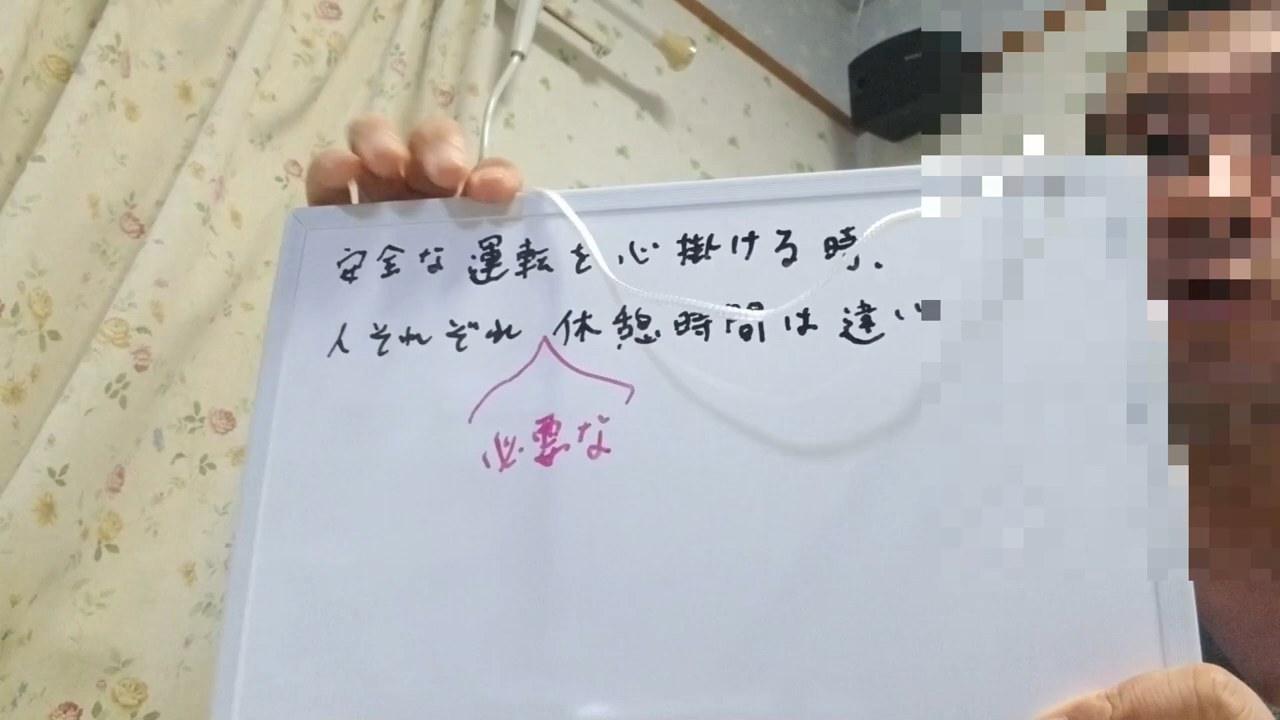 安全な運転を心掛ける時、
人それぞれ休憩時間は違い
必要な